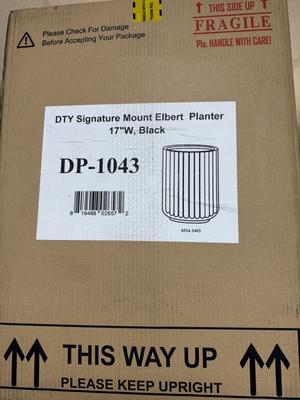 THIS SIDE UP
FRAGILE
Pls. HANDLE WITH CARE!
Please Check For Damage
Before Accepting Your Package
DTY Signature Mount Elbert Planter
17"W, Black
DP-1043
8 19468 02657 2
THIS WAY UP
PLEASE KEEP UPRIGHT